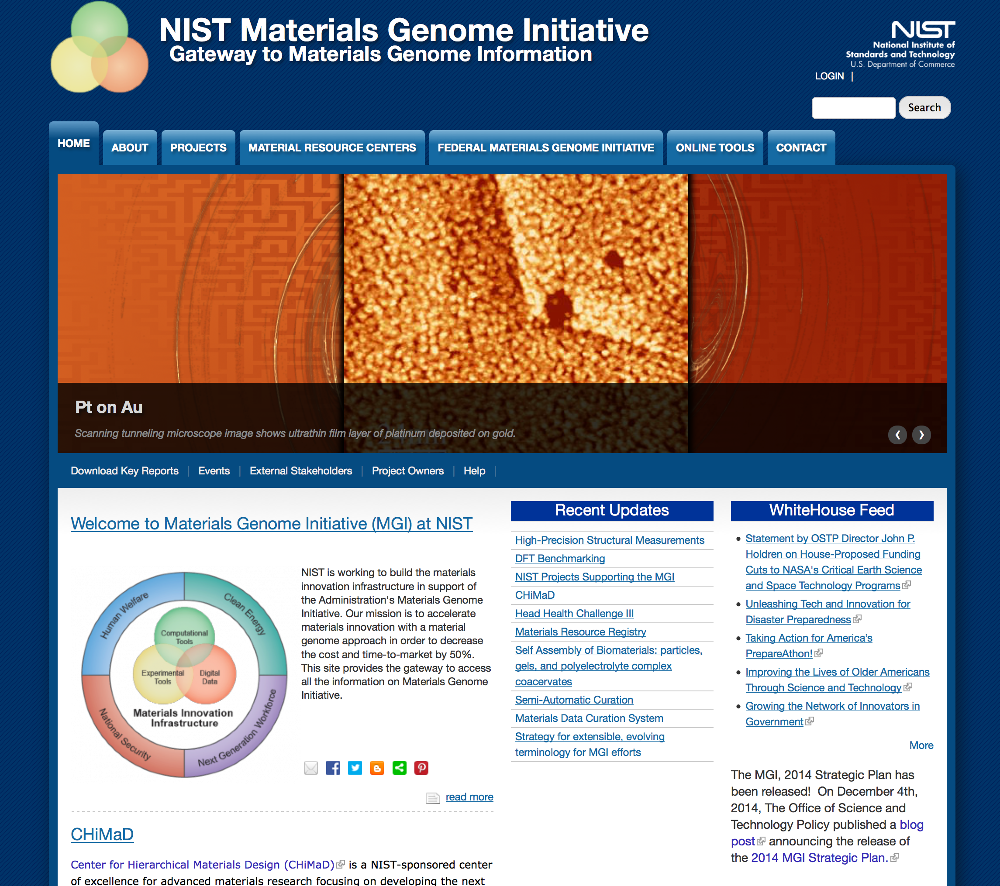 NIST Materials Genome Initiative
Gateway to Materials Genome Information
NIST
National Institute of
Standards and Technology
U.S. Department of Commerce
LOGIN |
Search
HOME
ABOUT
PROJECTS
MATERIAL RESOURCE CENTERS
FEDERAL MATERIALS GENOME INITIATIVE
ONLINE TOOLS
CONTACT
Pt on Au
Scanning tunneling microscope image shows ultrathin film layer of platinum deposited on gold.
24nm
Download Key Reports | Events | External Stakeholders | Project Owners | Help |
Welcome to Materials Genome Initiative (MGI) at NIST
Human Welfare
Clean Energy
Computational
Tools
Experimental
Tools
Digital
Data
Materials Innovation
Infrastructure
National Security
Next Generation Workforce
NIST is working to build the materials
innovation infrastructure in support of
the Administration's Materials Genome
Initiative. Our mission is to accelerate
materials innovation with a material
genome approach in order to decrease
the cost and time-to-market by 50%.
This site provides the gateway to access
all the information on Materials Genome
Initiative.
read more
CHiMaD
Center for Hierarchical Materials Design (CHiMaD) is a NIST-sponsored center
of excellence for advanced materials research focusing on developing the next
Recent Updates
High-Precision Structural Measurements
DFT Benchmarking
NIST Projects Supporting the MGI
CHiMaD
Head Health Challenge III
Materials Resource Registry
Self Assembly of Biomaterials: particles,
gels, and polyelectrolyte complex
coacervates
Semi-Automatic Curation
Materials Data Curation System
Strategy for extensible, evolving
terminology for MGI efforts
WhiteHouse Feed
Statement by OSTP Director John P.
Holdren on House-Proposed Funding
Cuts to NASA's Critical Earth Science
and Space Technology Programs
Unleashing Tech and Innovation for
Disaster Preparedness
Taking Action for America’s
PrepareAthon!
Improving the Lives of Older Americans
Through Science and Technology
Growing the Network of Innovators in
Government
More
The MGI, 2014 Strategic Plan has
been released! On December 4th,
2014, The Office of Science and
Technology Policy published a blog
post announcing the release of
the 2014 MGI Strategic Plan.